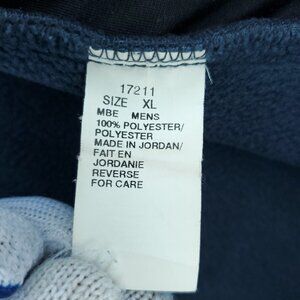 17211
SIZE XL
MBE MENS
100% POLYESTER/
POLYESTER
MADE IN JORDAN/
FAIT EN
JORDANIE
REVERSE
FOR CARE